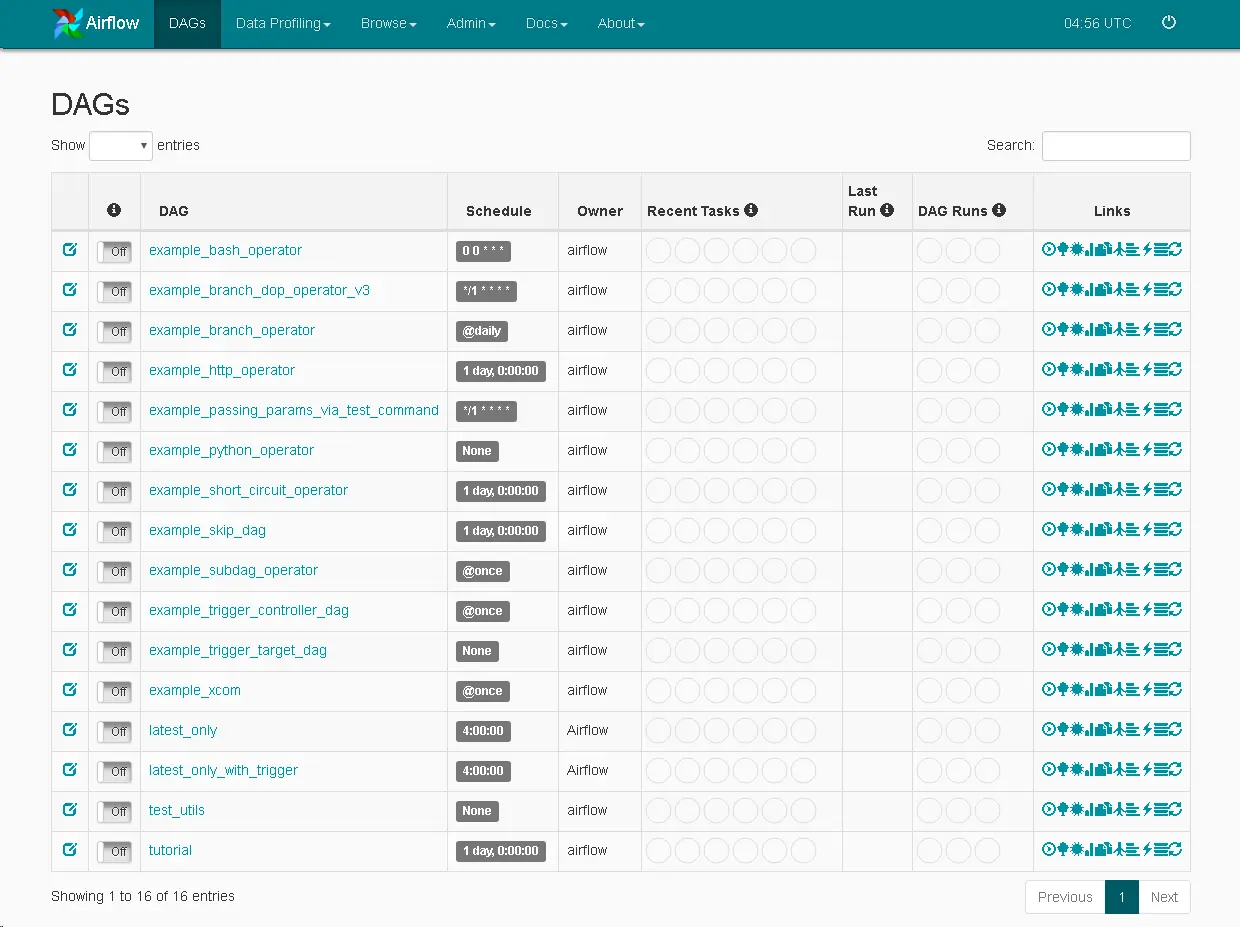 Airflow DAGs Data Profiling Browse Admin Docs About 04:56 UTC
DAGs
Show entries Search:
DAG Schedule Owner Recent Tasks Last Run DAG Runs Links
Off example_bash_operator 0 0 * * * airflow
Off example_branch_dop_operator_v3 */1 * * * * airflow
Off example_branch_operator @daily airflow
Off example_http_operator 1 day, 0:00:00 airflow
Off example_passing_params_via_test_command */1 * * * * airflow
Off example_python_operator None airflow
Off example_short_circuit_operator 1 day, 0:00:00 airflow
Off example_skip_dag 1 day, 0:00:00 airflow
Off example_subdag_operator @once airflow
Off example_trigger_controller_dag @once airflow
Off example_trigger_target_dag None airflow
Off example_xcom @once airflow
Off latest_only 4:00:00 Airflow
Off latest_only_with_trigger 4:00:00 Airflow
Off test_utils None airflow
Off tutorial 1 day, 0:00:00 airflow
Showing 1 to 16 of 16 entries Previous 1 Next